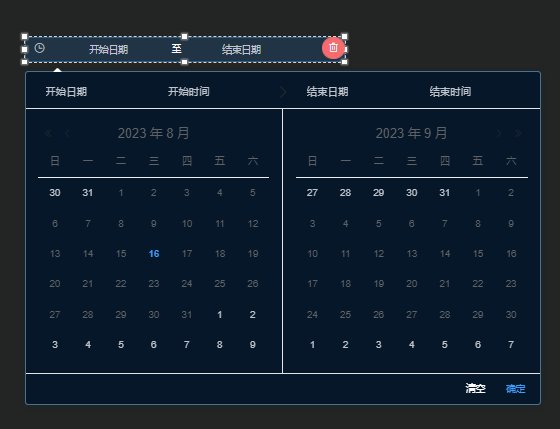 开始日期 至 结束日期
开始日期 开始时间 结束日期 结束时间
2023 年 8 月 2023 年 9 月
日 一 二 三 四 五 六 日 一 二 三 四 五 六
30 31 1 2 3 4 5 27 28 29 30 31 1 2
6 7 8 9 10 11 12 3 4 5 6 7 8 9
13 14 15 16 17 18 19 10 11 12 13 14 15 16
20 21 22 23 24 25 26 17 18 19 20 21 22 23
27 28 29 30 31 1 2 24 25 26 27 28 29 30
3 4 5 6 7 8 9 1 2 3 4 5 6 7
清空 确定